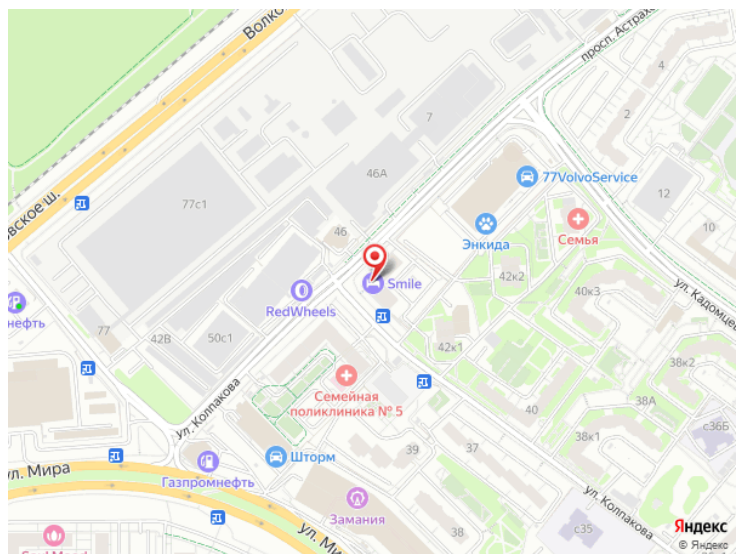 Волко
просп. Астрах
4
7
2
46А
77VolvoService
77с1
12
вское ш.
46
Энкида
Семья
10
42к2
Smile
40к3
ул. Кадомцев
RedWheels
нефть
77
42В
50с1
42к1
38к2
ул. Колпакова
Семейная
поликлиника № 5
40
38А
с36Б
ул. Мира
Шторм
37
38к1
39
Газпромнефть
ул. Колпакова
Замания
ул. Ми
38
с35
Яндекс
© Яндекс